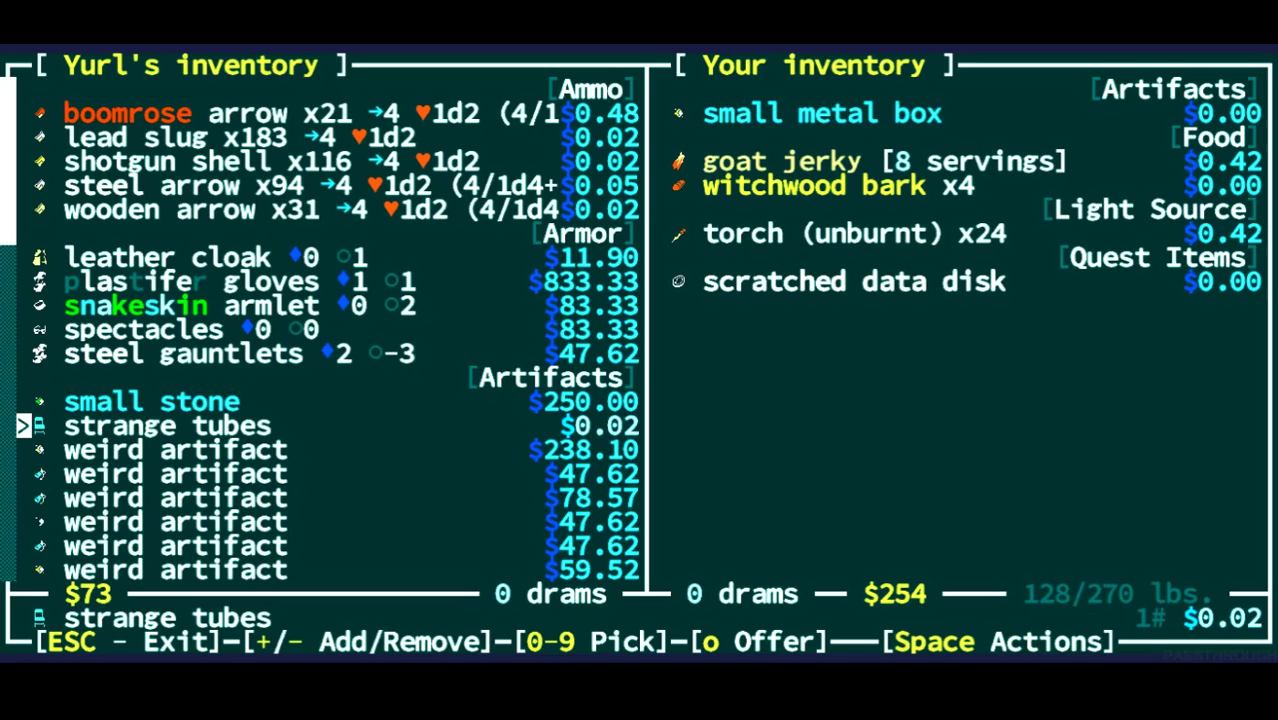 [ Yurl's inventory ]
[Ammo]
boomrose arrow x21 →4 ♥1d2 (4/1 $0.48
lead slug x183 →4 ♥1d2 $0.02
shotgun shell x116 →4 ♥1d2 $0.02
steel arrow x94 →4 ♥1d2 (4/1d4+ $0.05
wooden arrow x31 →4 ♥1d2 (4/1d4 $0.02
[Armor]
leather cloak ♦0 ○1 $11.90
plastifer gloves ♦1 ○1 $833.33
snakeskin armlet ♦0 ○2 $83.33
spectacles ♦0 ○0 $83.33
steel gauntlets ♦2 ○-3 $47.62
[Artifacts]
small stone $250.00
> strange tubes $0.02
weird artifact $238.10
weird artifact $47.62
weird artifact $78.57
weird artifact $47.62
weird artifact $47.62
weird artifact $59.52
$73 0 drams
[ Your inventory ]
[Artifacts]
small metal box $0.00
[Food]
goat jerky [8 servings] $0.42
witchwood bark x4 $0.00
[Light Source]
torch (unburnt) x24 $0.42
[Quest Items]
scratched data disk $0.00
0 drams $254 128/270 lbs.
strange tubes 1# $0.02
[ESC - Exit]-[+/- Add/Remove]-[0-9 Pick]-[o Offer] [Space Actions]